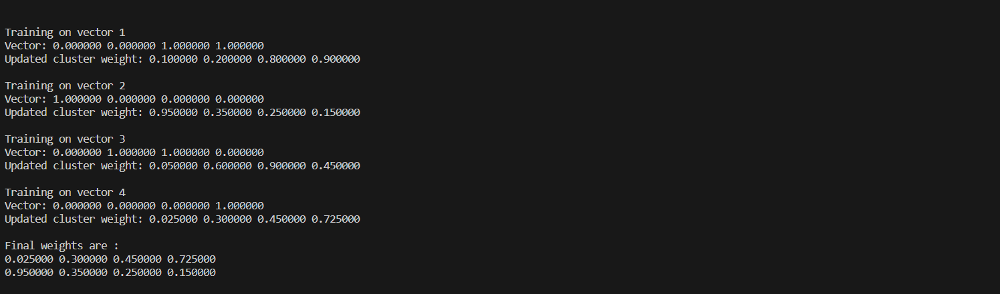 Training on vector 1
Vector: 0.000000 0.000000 1.000000 1.000000
Updated cluster weight: 0.100000 0.200000 0.800000 0.900000
Training on vector 2
Vector: 1.000000 0.000000 0.000000 0.000000
Updated cluster weight: 0.950000 0.350000 0.250000 0.150000
Training on vector 3
Vector: 0.000000 1.000000 1.000000 0.000000
Updated cluster weight: 0.050000 0.600000 0.900000 0.450000
Training on vector 4
Vector: 0.000000 0.000000 0.000000 1.000000
Updated cluster weight: 0.025000 0.300000 0.450000 0.725000
Final weights are :
0.025000 0.300000 0.450000 0.725000
0.950000 0.350000 0.250000 0.150000